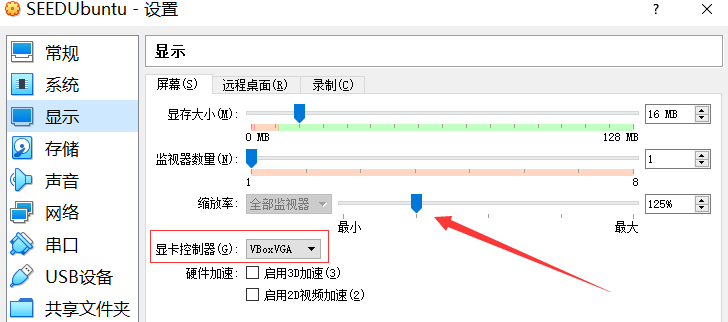 SEEDUbuntu - 设置
? ×
常规
系统
显示
存储
声音
网络
串口
USB设备
共享文件夹
显示
屏幕(S) 远程桌面(R) 录制(C)
显存大小(M): 16 MB
0 MB 128 MB
监视器数量(N): 1
1 8
缩放率: 全部监视器 125%
最小 最大
显卡控制器(G): VBoxVGA
硬件加速: 启用3D加速(3)
启用2D视频加速(2)